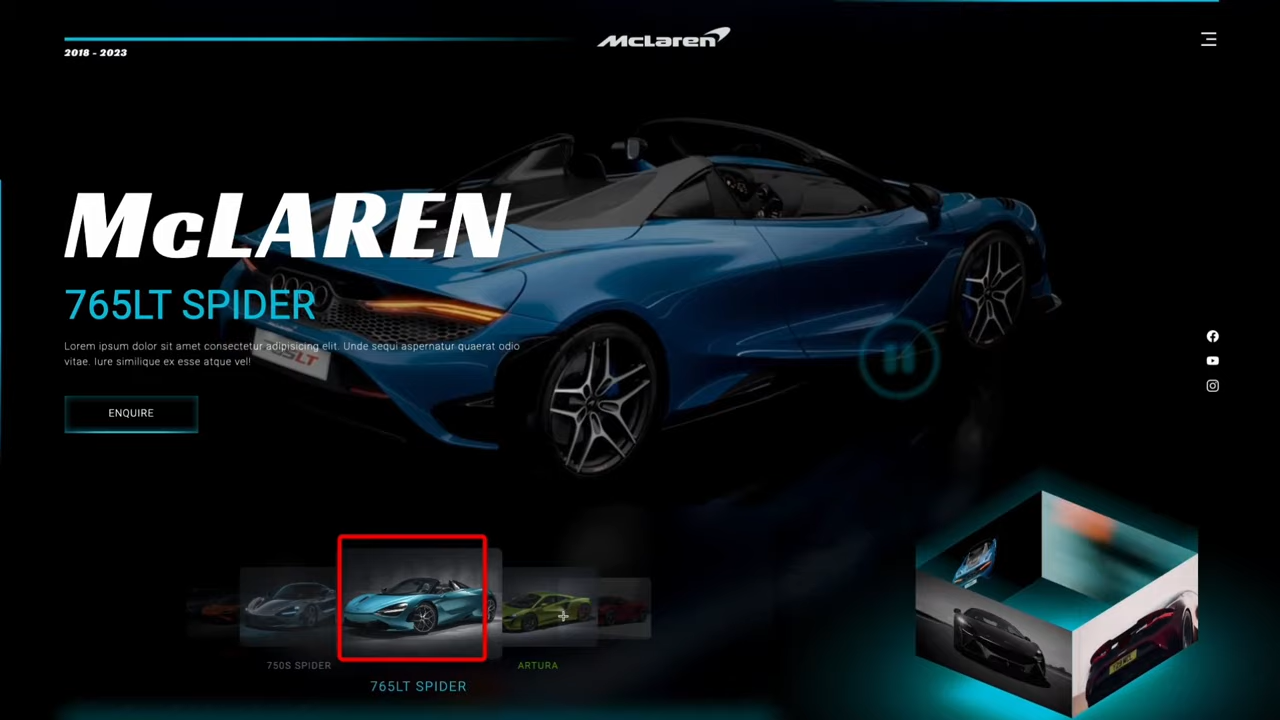 2018 - 2023
McLaren
McLAREN
765LT SPIDER
Lorem ipsum dolor sit amet consectetur adipisicing elit. Unde sequi aspernatur quaerat odio
vitae. Iure similique ex esse atque vel!
ENQUIRE
750S SPIDER
ARTURA
765LT SPIDER